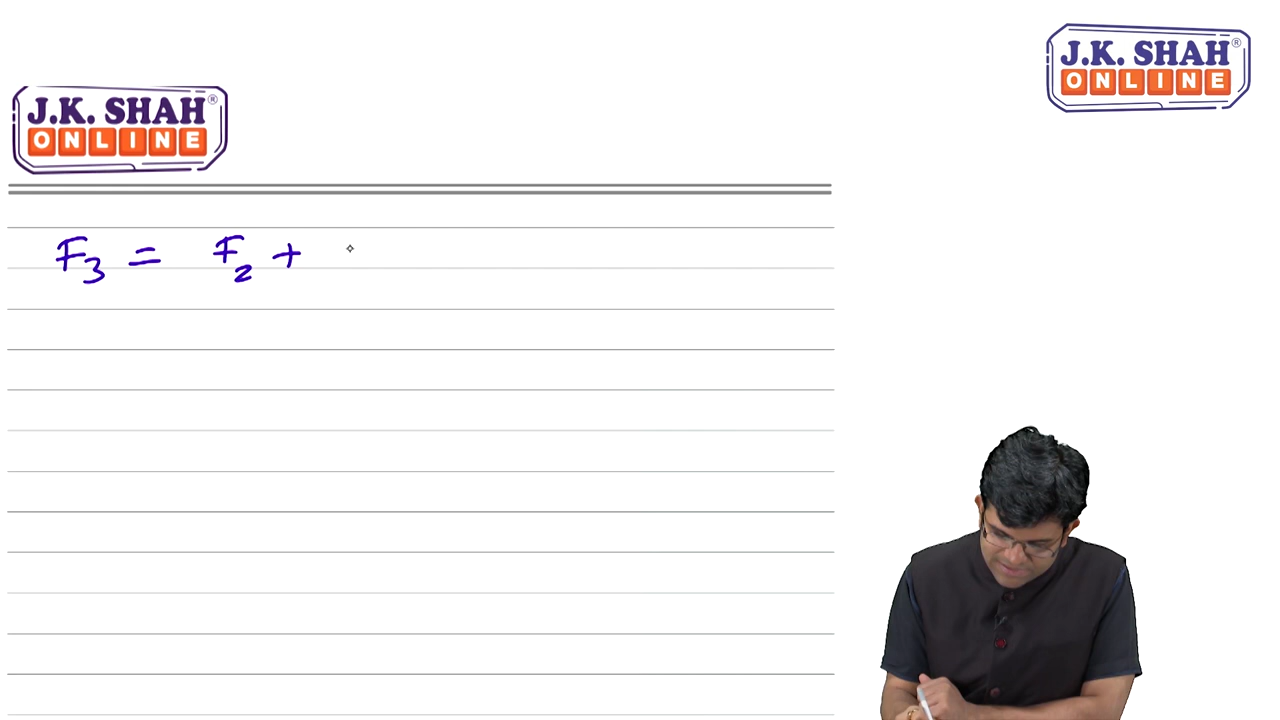 J.K. SHAH®
ONLINE
J.K. SHAH®
ONLINE
F₃ = F₂ +